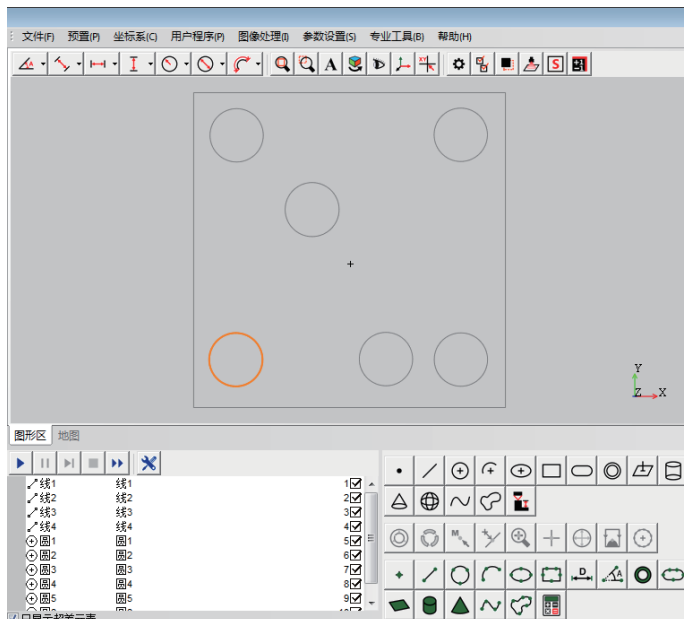 文件(F) 预置(P) 坐标系(C) 用户程序(P) 图像处理(I) 参数设置(S) 专业工具(B) 帮助(H)
A A XY S
Y
Z X
图形区 地图
线1 线1 1
线2 线2 2
线3 线3 3
线4 线4 4
圆1 圆1 5
圆2 圆2 6
圆3 圆3 7
圆4 圆4 8
圆5 圆5 9
M
D A